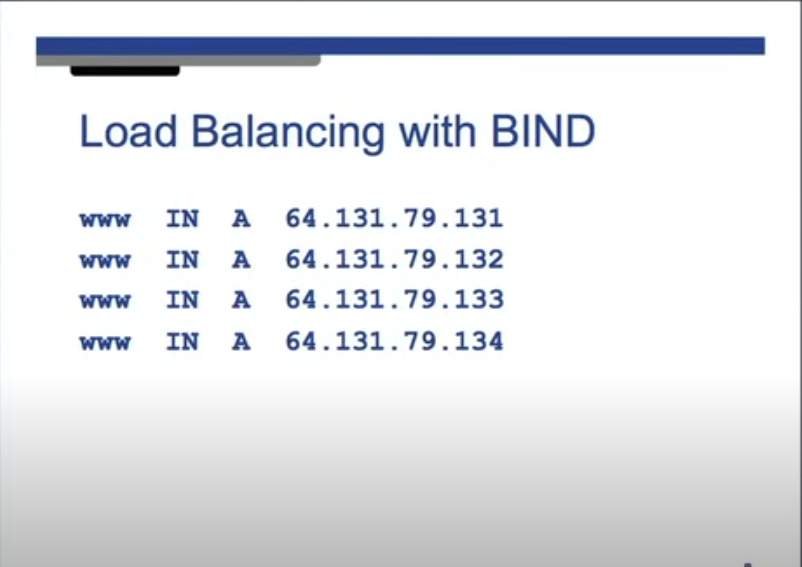 Load Balancing with BIND
www IN A 64.131.79.131
www IN A 64.131.79.132
www IN A 64.131.79.133
www IN A 64.131.79.134